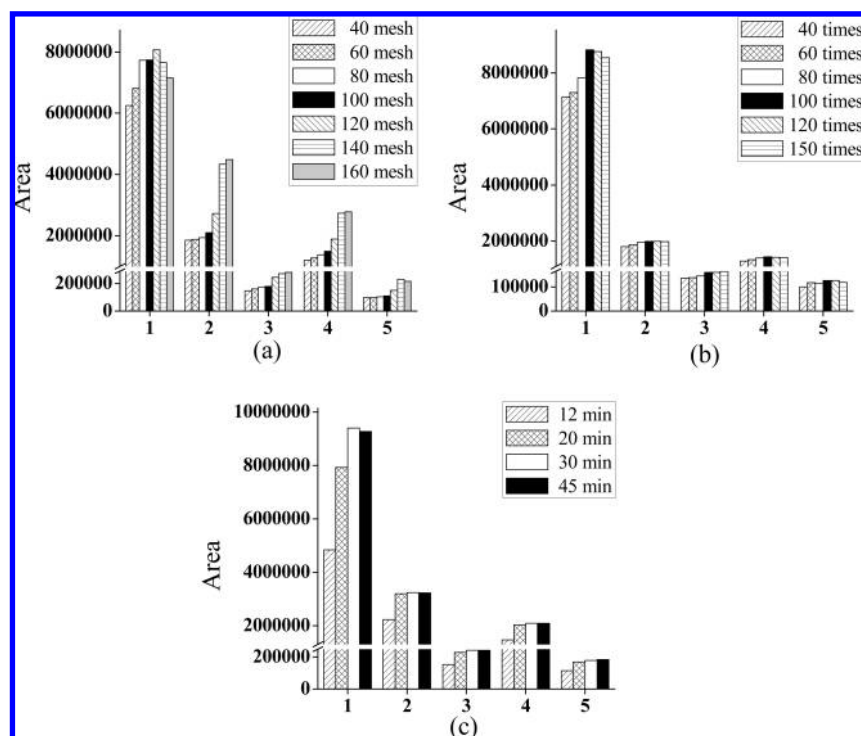 40 mesh
60 mesh
80 mesh
100 mesh
120 mesh
140 mesh
160 mesh
Area
8000000
6000000
4000000
2000000
200000
0
1 2 3 4 5
(a)
40 times
60 times
80 times
100 times
120 times
150 times
Area
8000000
6000000
4000000
2000000
100000
0
1 2 3 4 5
(b)
12 min
20 min
30 min
45 min
Area
10000000
8000000
6000000
4000000
2000000
200000
0
1 2 3 4 5
(c)